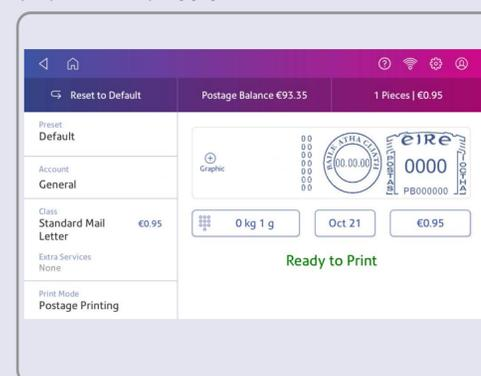 Reset to Default
Postage Balance €93.35
1 Pieces | €0.95
Preset
Default
Account
General
Class
Standard Mail
Letter
€0.95
Extra Services
None
Print Mode
Postage Printing
Graphic
00
00
00
00
00
00
00
BAILE ATHA CLIATH
00.00.00
eIRe
POSTAS
0000
IOCTHA
PB000000
0 kg 1 g
Oct 21
€0.95
Ready to Print